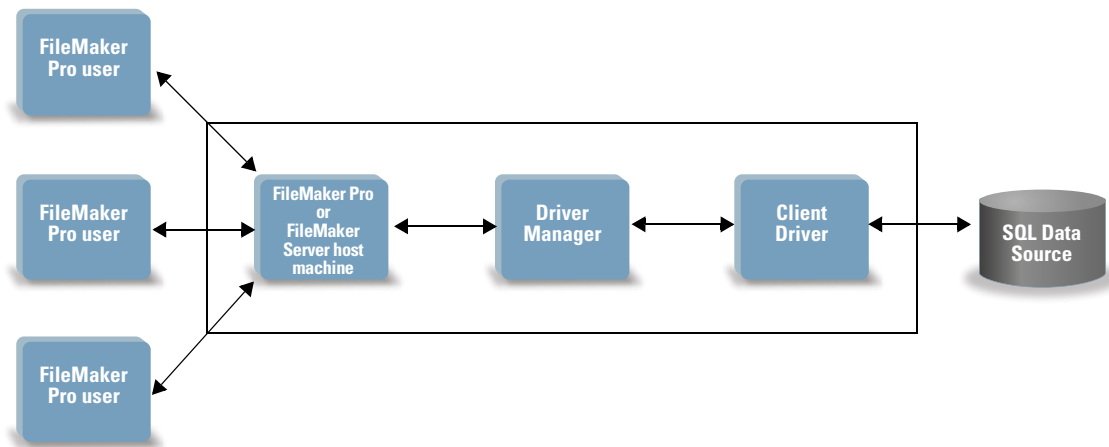 FileMaker
Pro user
FileMaker
Pro user
FileMaker Pro
or
FileMaker
Server host
machine
Driver
Manager
Client
Driver
SQL Data
Source
FileMaker
Pro user